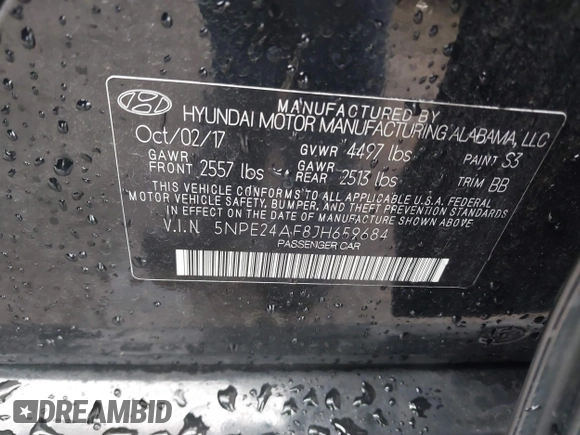 MANUFACTURED BY
HYUNDAI MOTOR MANUFACTURING ALABAMA, LLC
Oct/02/17 GVWR 4497 lbs PAINT S3
GAWR FRONT 2557 lbs GAWR REAR 2513 lbs TRIM BB
THIS VEHICLE CONFORMS TO ALL APPLICABLE U.S.A. FEDERAL
MOTOR VEHICLE SAFETY, BUMPER, AND THEFT PREVENTION STANDARDS
IN EFFECT ON THE DATE OF MANUFACTURE SHOWN ABOVE.
V.I.N. 5NPE24AF8JH659684
PASSENGER CAR
DREAMBID